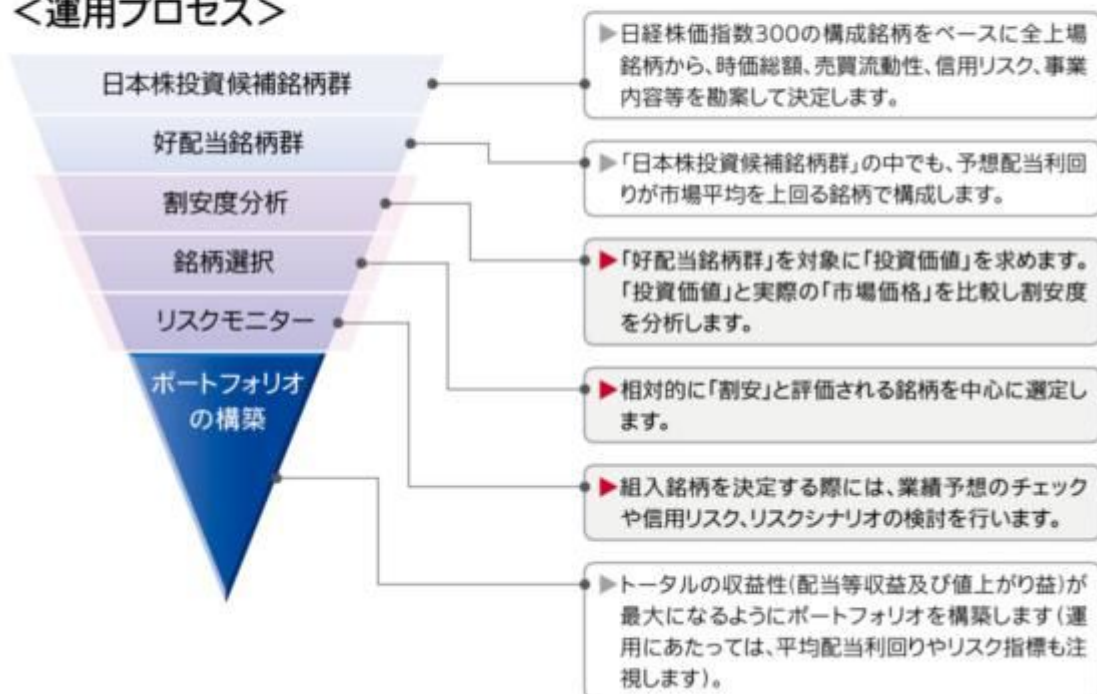 ＜運用プロセス＞
日本株投資候補銘柄群
好配当銘柄群
割安度分析
銘柄選択
リスクモニター
ポートフォリオ
の構築
▶日経株価指数300の構成銘柄をベースに全上場
銘柄から、時価総額、売買流動性、信用リスク、事業
内容等を勘案して決定します。
▶「日本株投資候補銘柄群」の中でも、予想配当利回
りが市場平均を上回る銘柄で構成します。
▶「好配当銘柄群」を対象に「投資価値」を求めます。
「投資価値」と実際の「市場価格」を比較し割安度
を分析します。
▶相対的に「割安」と評価される銘柄を中心に選定し
ます。
▶組入銘柄を決定する際には、業績予想のチェック
や信用リスク、リスクシナリオの検討を行います。
▶トータルの収益性(配当等収益及び値上がり益)が
最大になるようにポートフォリオを構築します(運
用にあたっては、平均配当利回りやリスク指標も注
視します)。